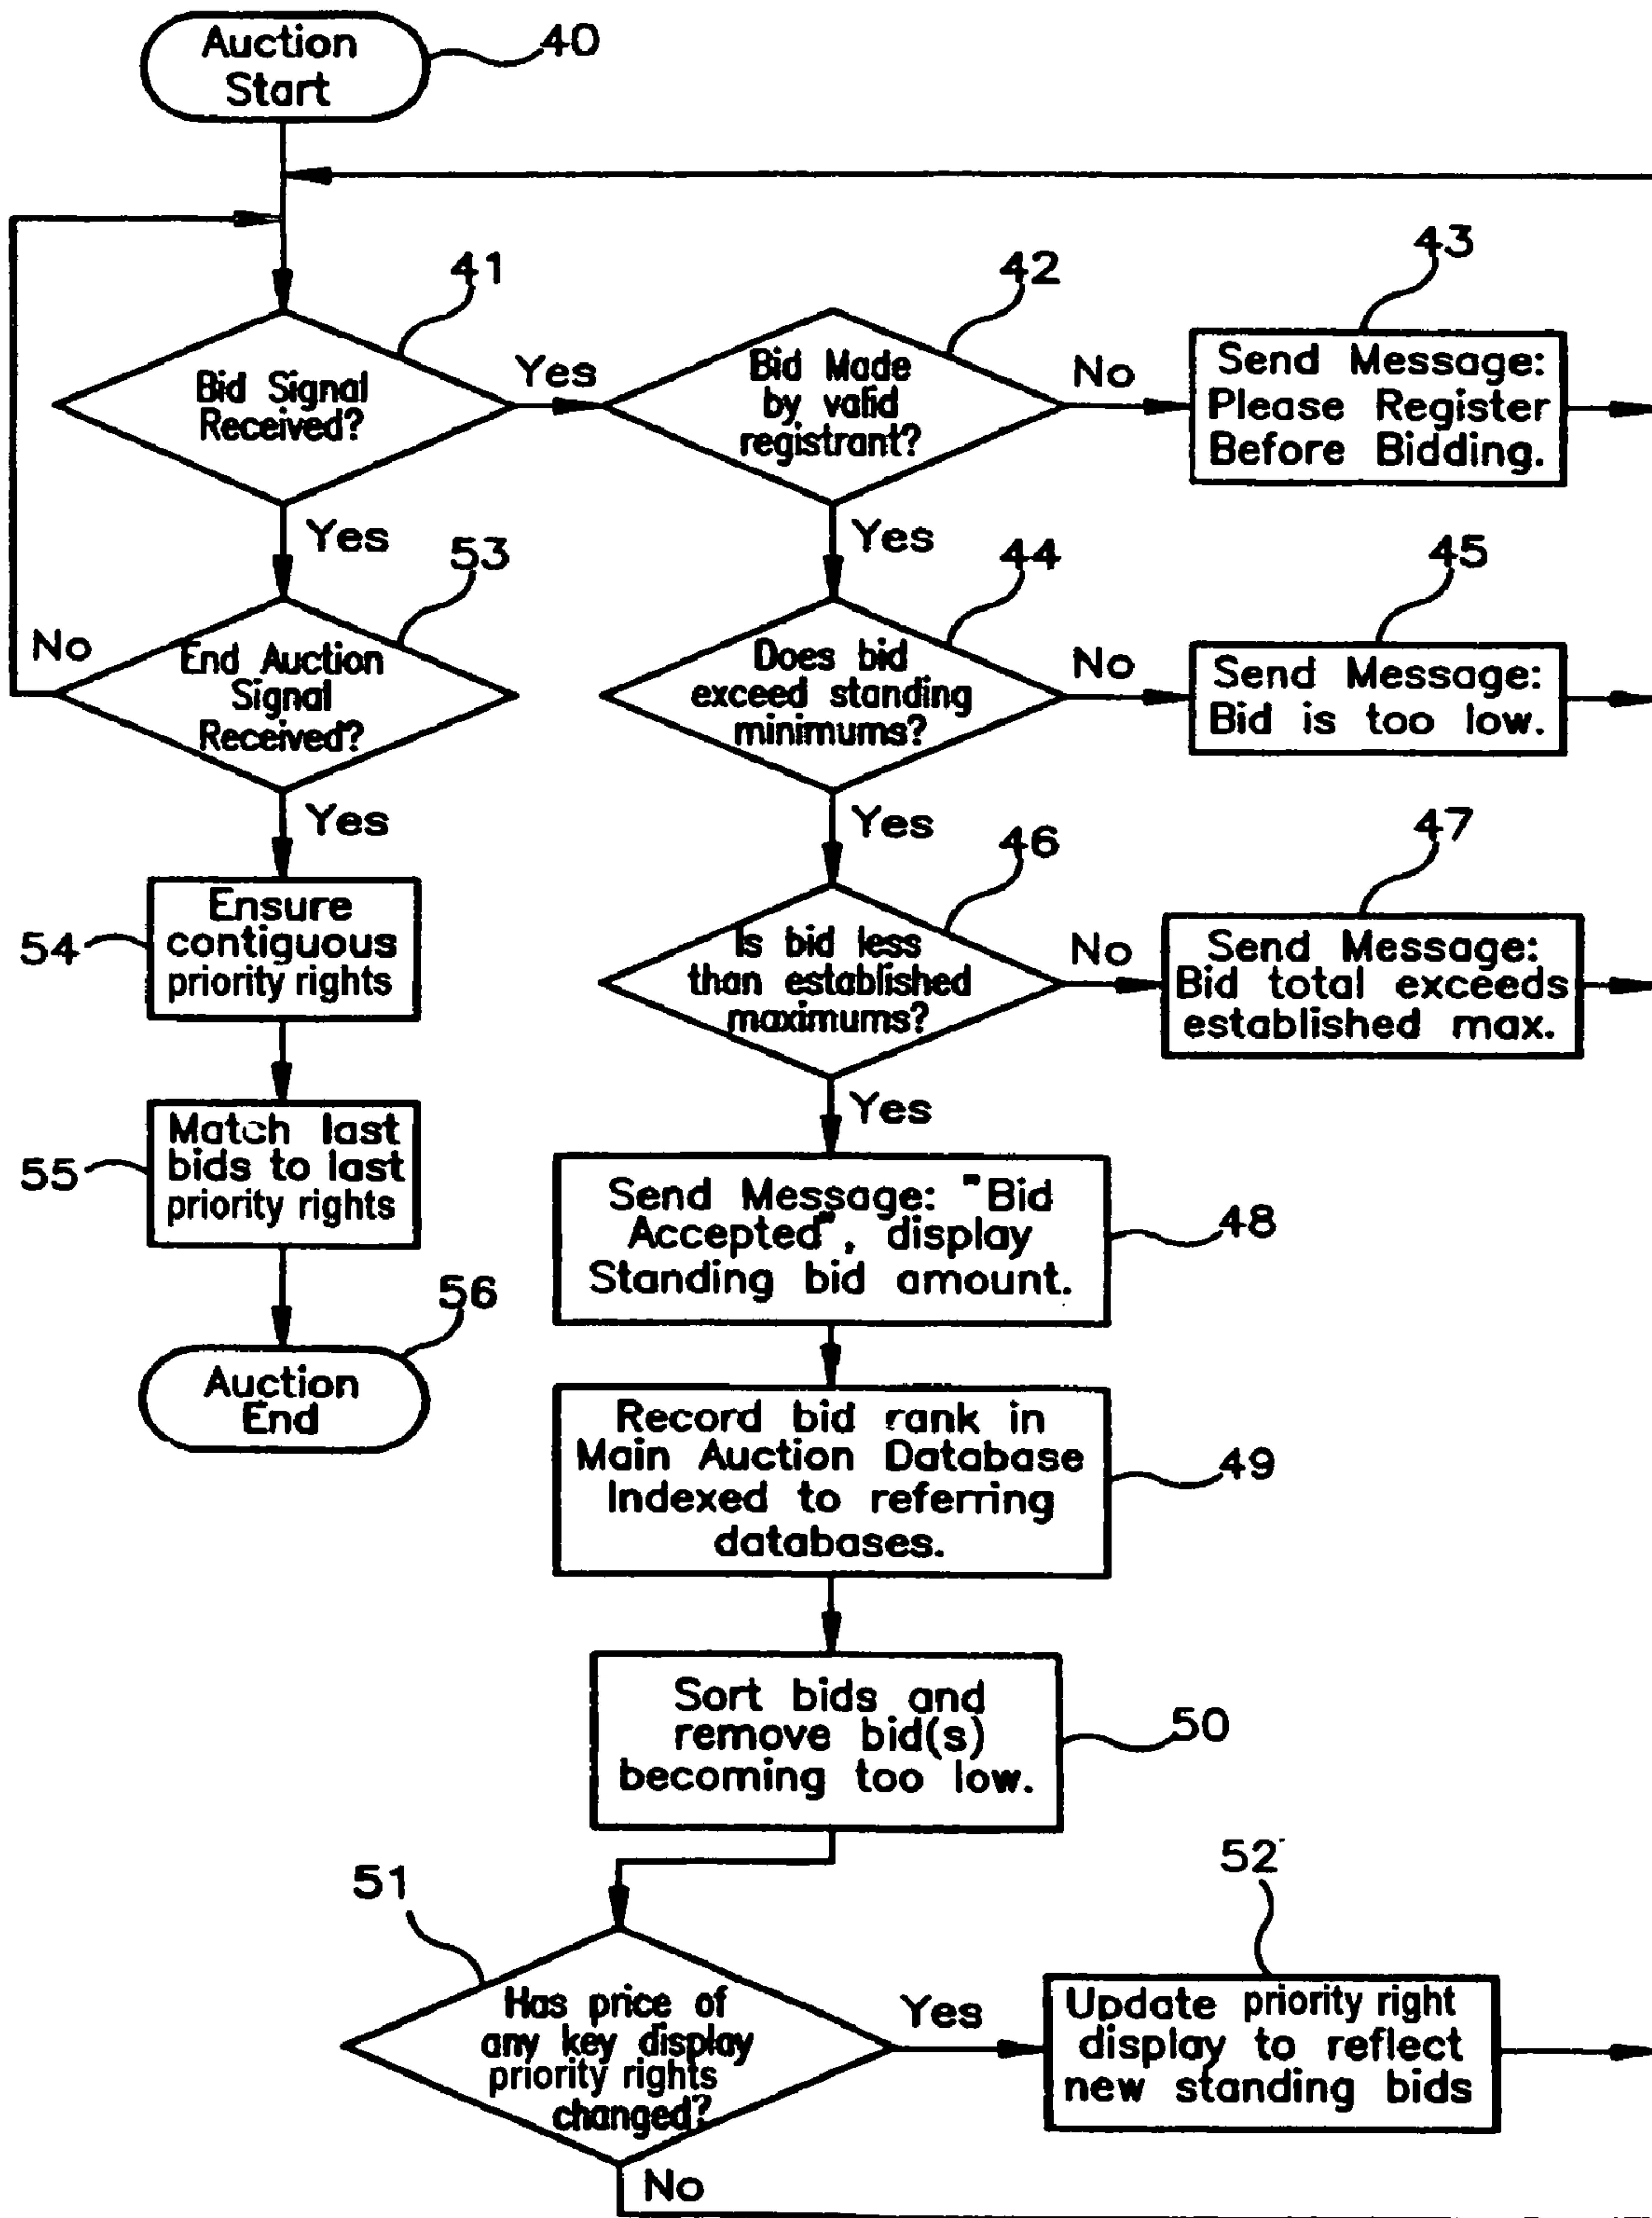 Auction
Start
40
41
Bid Signal
Received?
Yes
42
Bid Made
by valid
registrant?
No
43
Send Message:
Please Register
Before Bidding.
Yes
53
End Auction
Signal
Received?
No
Yes
44
Does bid
exceed standing
minimums?
No
45
Send Message:
Bid is too low.
Yes
54
Ensure
contiguous
priority rights
Yes
46
Is bid less
than established
maximums?
No
47
Send Message:
Bid total exceeds
established max.
55
Match last
bids to last
priority rights
Yes
48
Send Message: "Bid
Accepted", display
Standing bid amount.
56
Auction
End
49
Record bid rank in
Main Auction Database
Indexed to referring
databases.
50
Sort bids and
remove bid(s)
becoming too low.
51
Has price of
any key display
priority rights
changed?
Yes
52
Update priority right
display to reflect
new standing bids
No